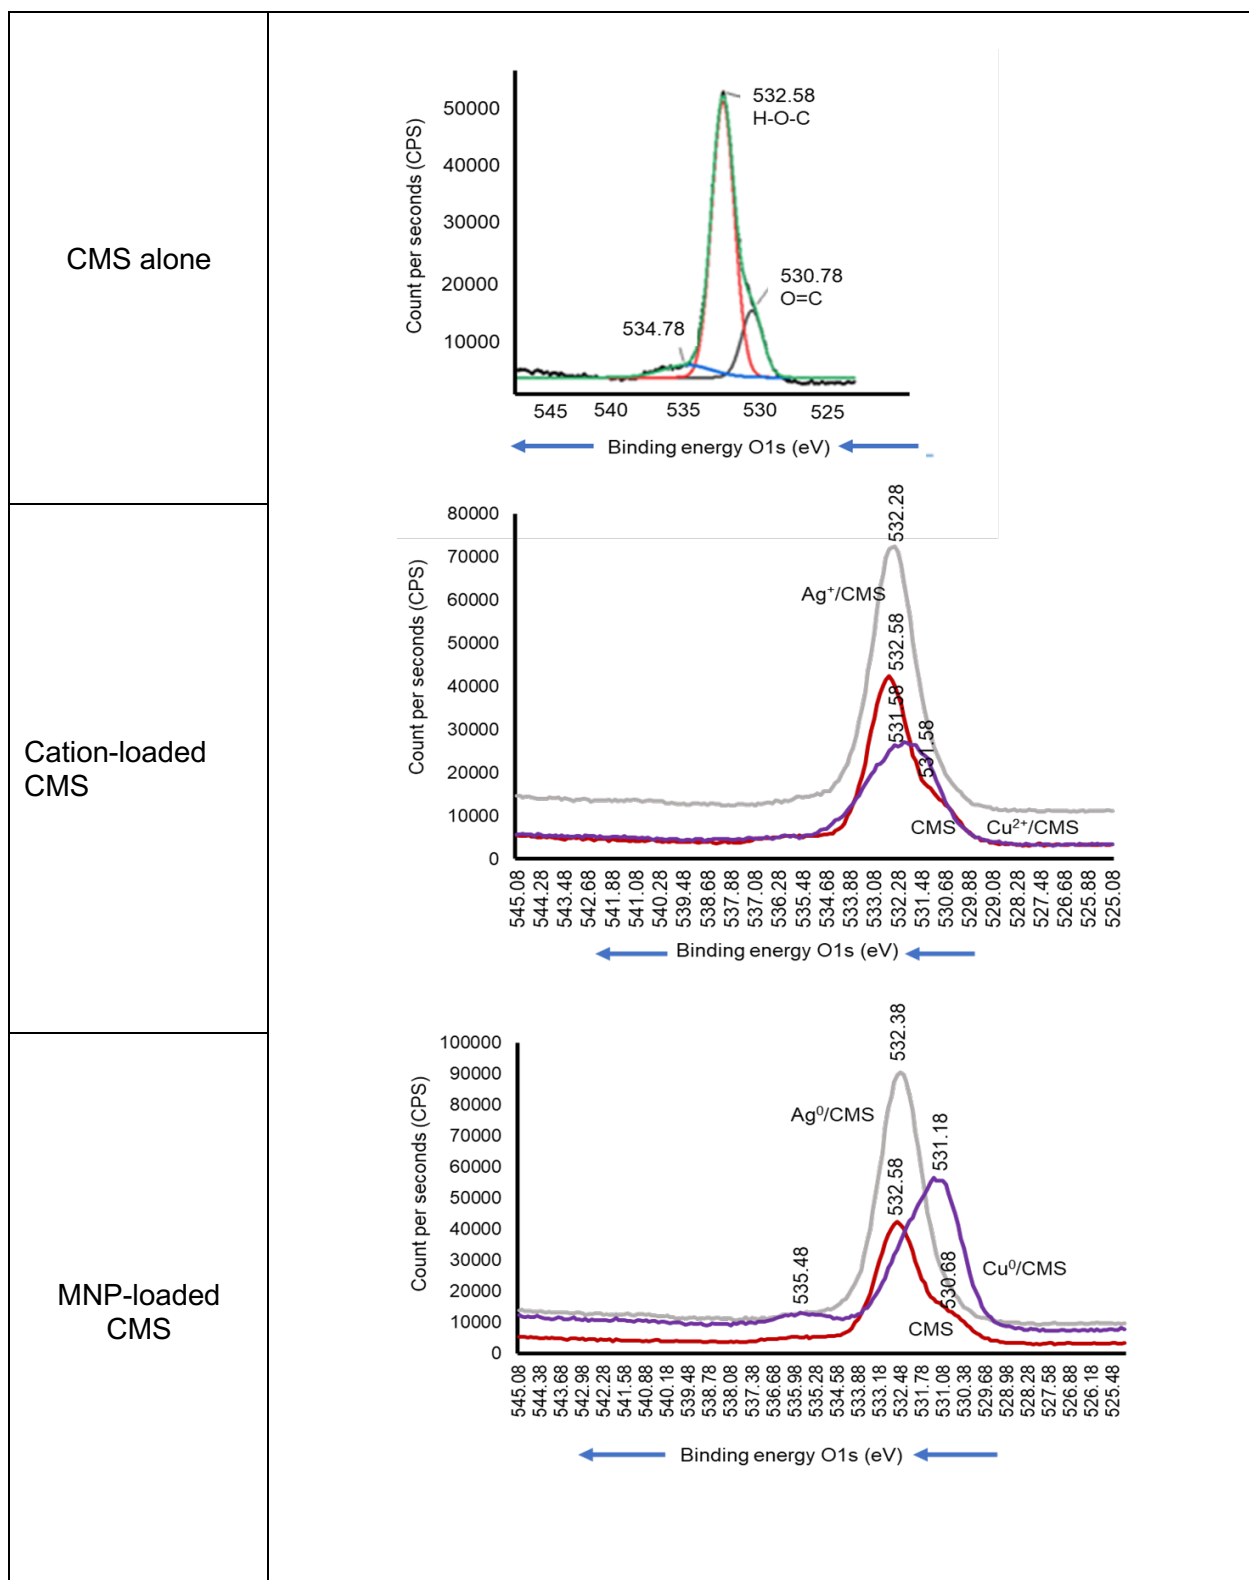 CMS alone
Count per seconds (CPS)
50000
40000
30000
20000
10000
532.58
H-O-C
530.78
O=C
534.78
545 540 535 530 525
Binding energy O1s (eV)
Cation-loaded
CMS
Count per seconds (CPS)
80000
70000
60000
50000
40000
30000
20000
10000
0
532.28
Ag⁺/CMS
532.58
531.58
531.58
CMS
Cu²⁺/CMS
545.08 544.28 543.48 542.68 541.88 541.08 540.28 539.48 538.68 537.88 537.08 536.28 535.48 534.68 533.88 533.08 532.28 531.48 530.68 529.88 529.08 528.28 527.48 526.68 525.88 525.08
Binding energy O1s (eV)
MNP-loaded
CMS
Count per seconds (CPS)
100000
90000
80000
70000
60000
50000
40000
30000
20000
10000
0
532.38
Ag⁰/CMS
532.58
531.18
535.48
530.68
Cu⁰/CMS
CMS
545.08 544.38 543.68 542.98 542.28 541.58 540.88 540.18 539.48 538.78 538.08 537.38 536.68 535.98 535.28 534.58 533.88 533.18 532.48 531.78 531.08 530.38 529.68 528.98 528.28 527.58 526.88 526.18 525.48
Binding energy O1s (eV)